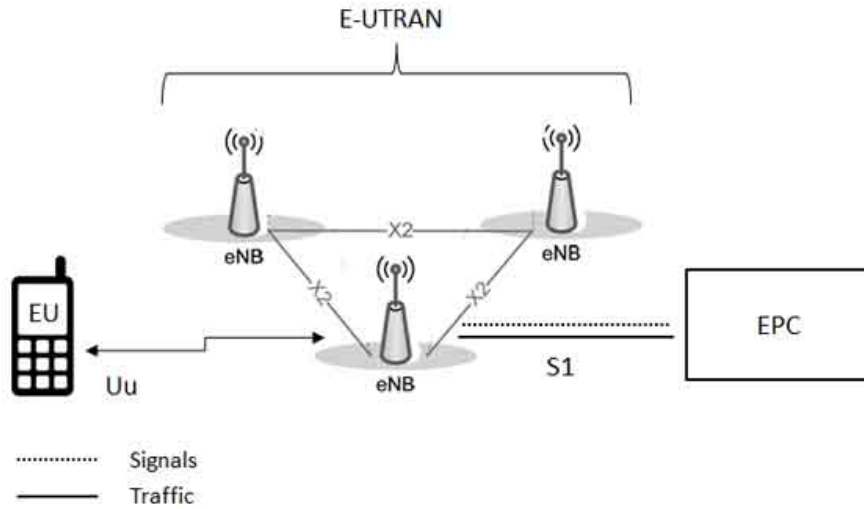 E-UTRAN
eNB
X2
eNB
X2
X2
EU
Uu
eNB
S1
EPC
Signals
Traffic